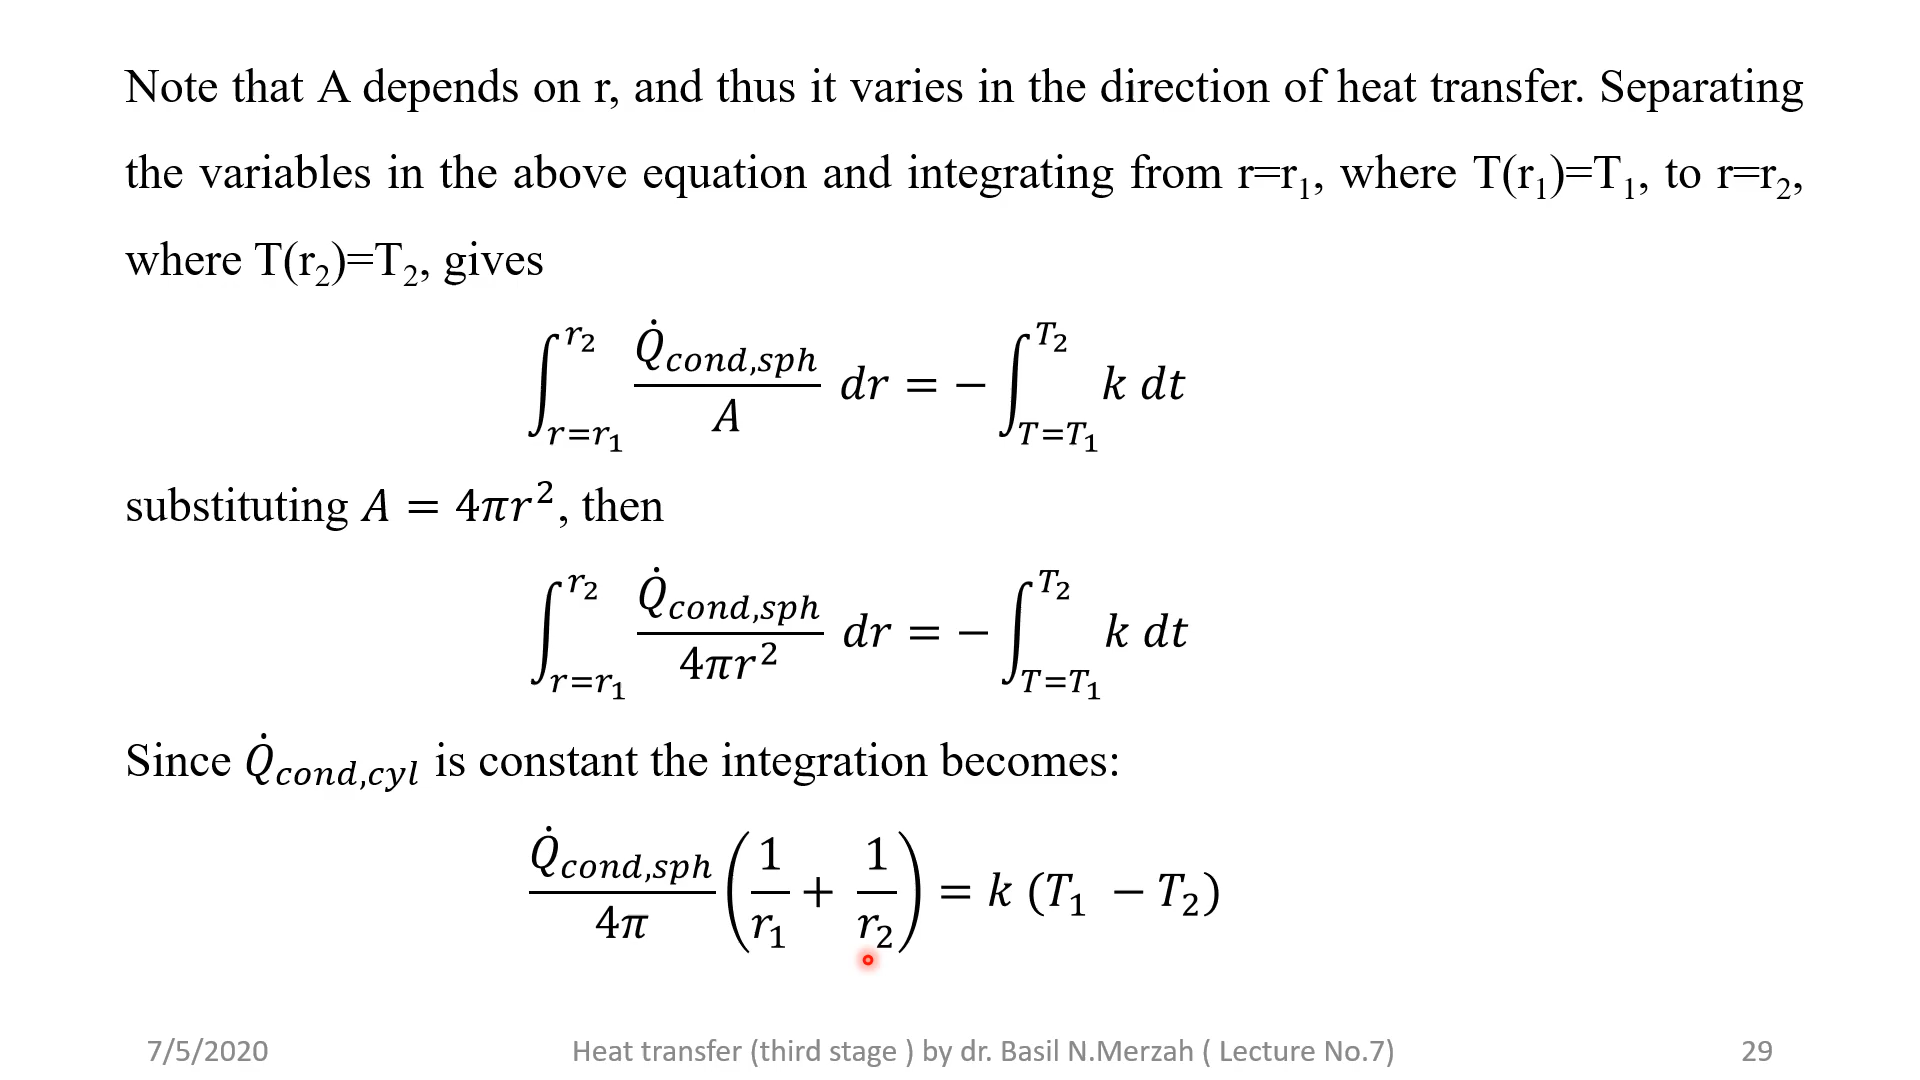 Note that A depends on r, and thus it varies in the direction of heat transfer. Separating
the variables in the above equation and integrating from r=r₁, where T(r₁)=T₁, to r=r₂,
where T(r₂)=T₂, gives
∫_{r=r₁}^{r₂} Q̇_{cond,sph}/A dr = − ∫_{T=T₁}^{T₂} k dt
substituting A = 4πr², then
∫_{r=r₁}^{r₂} Q̇_{cond,sph}/4πr² dr = − ∫_{T=T₁}^{T₂} k dt
Since Q̇_{cond,cyl} is constant the integration becomes:
Q̇_{cond,sph}/4π (1/r₁ + 1/r₂) = k (T₁ − T₂)
7/5/2020 Heat transfer (third stage ) by dr. Basil N.Merzah ( Lecture No.7) 29